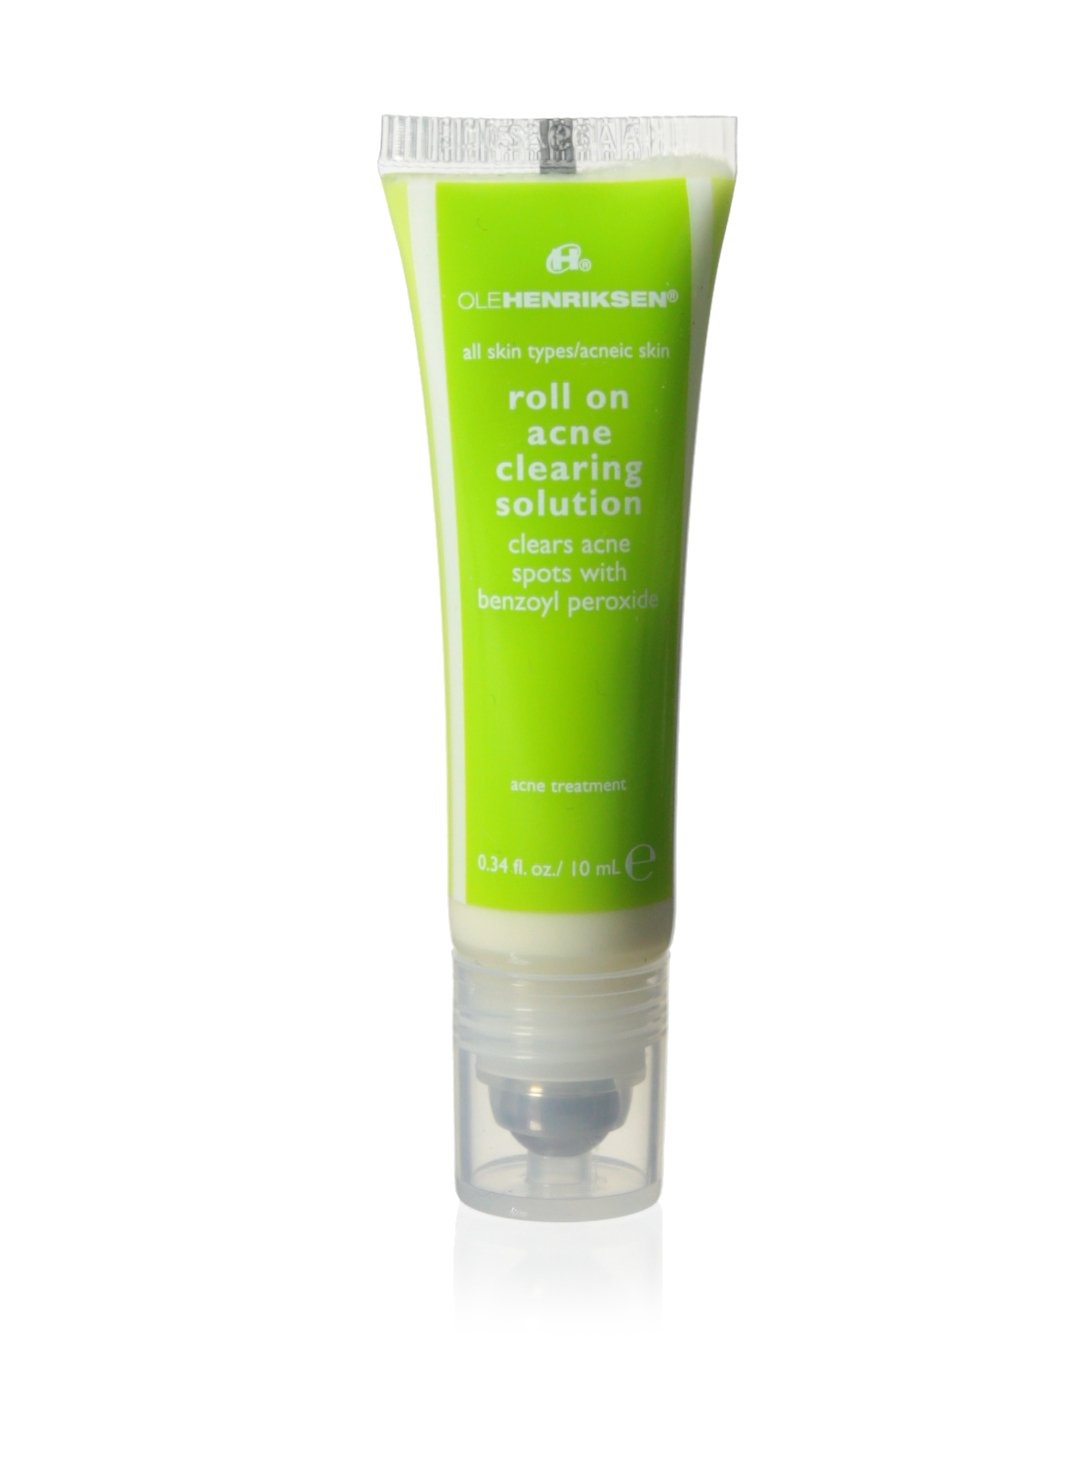 H®
OLEHENRIKSEN®
all skin types/acneic skin
roll on
acne
clearing
solution
clears acne
spots with
benzoyl peroxide
acne treatment
0.34 fl. oz./ 10 mL ℮